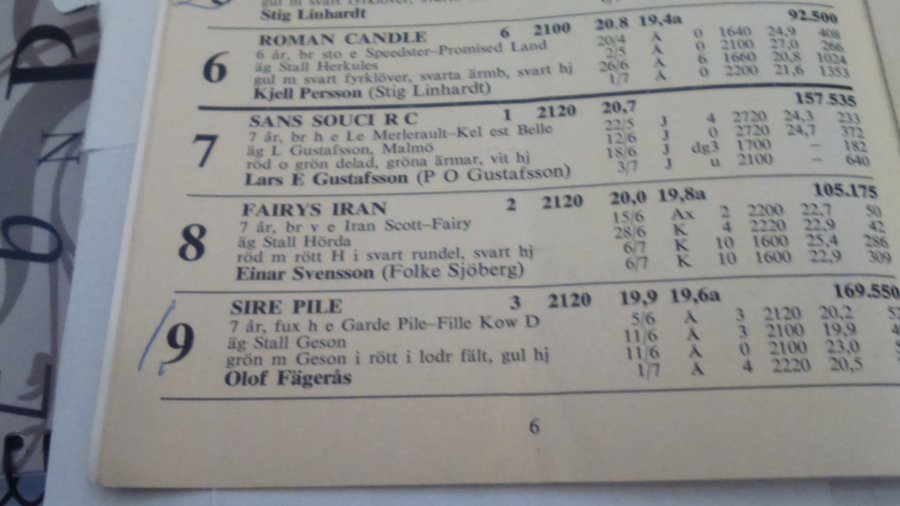 Stig Linhardt
6 ROMAN CANDLE 6 2100 20,8 19,4a 92.500
6 år, br sto e Speedster–Promised Land 20/4 Å 0 1640 24,9 408
äg Stall Herkules 2/5 Å 0 2100 27,0 266
gul m svart fyrklöver, svarta ärmb, svart hj 26/6 Å 6 1660 20,8 1024
Kjell Persson (Stig Linhardt) 1/7 Å 0 2200 21,6 1353
7 SANS SOUCI R C 1 2120 20,7 157.535
7 år, br h e Le Merlerault–Kel est Belle 22/5 J 4 2720 24,3 233
äg L Gustafsson, Malmö 12/6 J 0 2720 24,7 372
röd o grön delad, gröna ärmar, vit hj 18/6 J dg3 1700 – 182
Lars E Gustafsson (P O Gustafsson) 3/7 J u 2100 – 640
8 FAIRYS IRAN 2 2120 20,0 19,8a 105.175
7 år, br v e Iran Scott–Fairy 15/6 Ax 2 2200 22,7 50
äg Stall Hörda 28/6 K 4 2220 22,9 42
röd m rött H i svart rundel, svart hj 6/7 K 10 1600 25,4 286
Einar Svensson (Folke Sjöberg) 6/7 K 10 1600 22,9 309
9 SIRE PILE 3 2120 19,9 19,6a 169.550
7 år, fux h e Garde Pile–Fille Kow D 5/6 Å 3 2120 20,2
äg Stall Geson 11/6 Å 3 2100 19,9
grön m Geson i rött i lodr fält, gul hj 11/6 Å 0 2100 23,0
Olof Fägerås 1/7 Å 4 2220 20,5
6